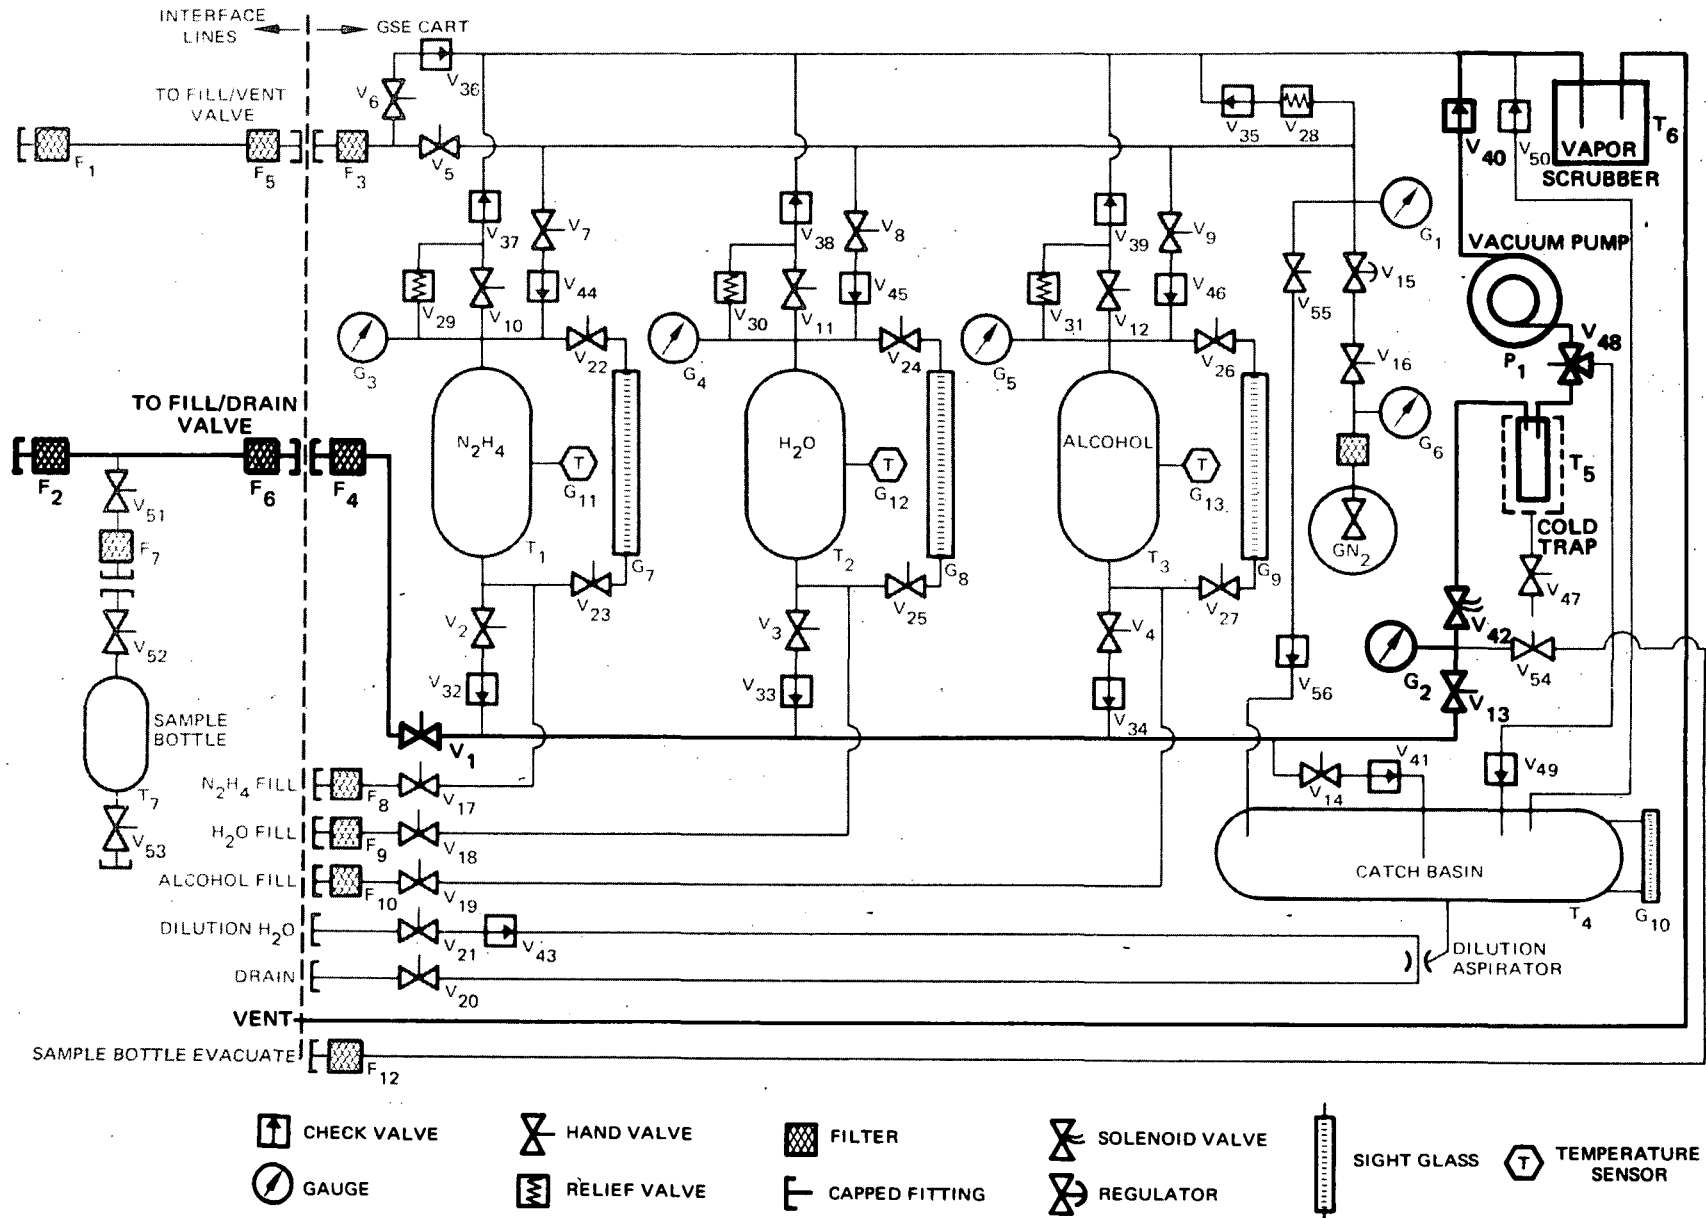 INTERFACE LINES
GSE CART
V6
V36
TO FILL/VENT VALVE
F1
F5
F3
V5
V35
V28
V40
V50
T6
VAPOR
SCRUBBER
V37
V7
V38
V8
V39
V9
G1
VACUUM PUMP
V29
V10
V44
V30
V11
V45
V31
V12
V46
V55
V15
P1
V48
G3
V22
G4
V24
G5
V26
V16
G6
TO FILL/DRAIN VALVE
N2H4
H2O
ALCOHOL
T
T
T
G11
G12
G13
F2
F6
F4
T5
COLD TRAP
V51
F7
GN2
T1
G7
T2
G8
T3
G9
V23
V25
V27
V47
V52
V2
V3
V4
V42
G2
V54
V32
V33
V34
V56
V13
SAMPLE BOTTLE
V1
V41
V49
V14
T7
V53
N2H4 FILL
F8
V17
H2O FILL
F9
V18
CATCH BASIN
ALCOHOL FILL
F10
V19
T4
G10
DILUTION H2O
V21
V43
DILUTION ASPIRATOR
DRAIN
V20
VENT
SAMPLE BOTTLE EVACUATE
F12
CHECK VALVE
HAND VALVE
FILTER
SOLENOID VALVE
SIGHT GLASS
T
TEMPERATURE SENSOR
GAUGE
RELIEF VALVE
CAPPED FITTING
REGULATOR